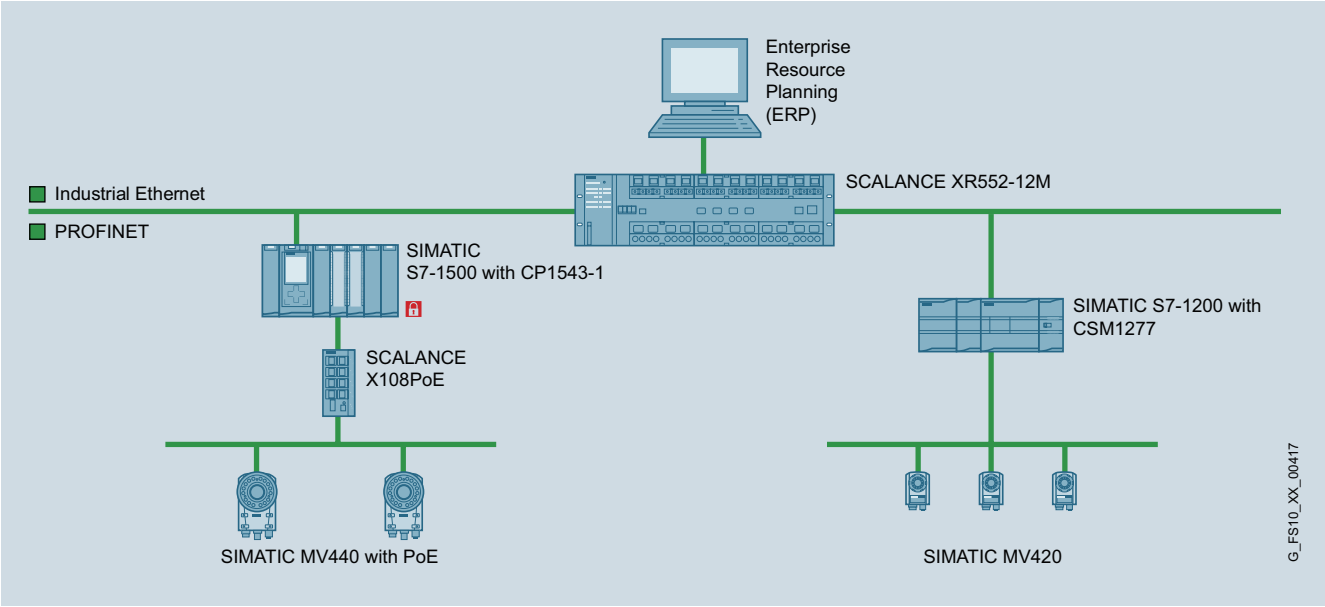 Enterprise
Resource
Planning
(ERP)
SCALANCE XR552-12M
Industrial Ethernet
PROFINET
SIMATIC
S7-1500 with CP1543-1
SIMATIC S7-1200 with
CSM1277
SCALANCE
X108PoE
SIMATIC MV440 with PoE
SIMATIC MV420
G_FS10_XX_00417